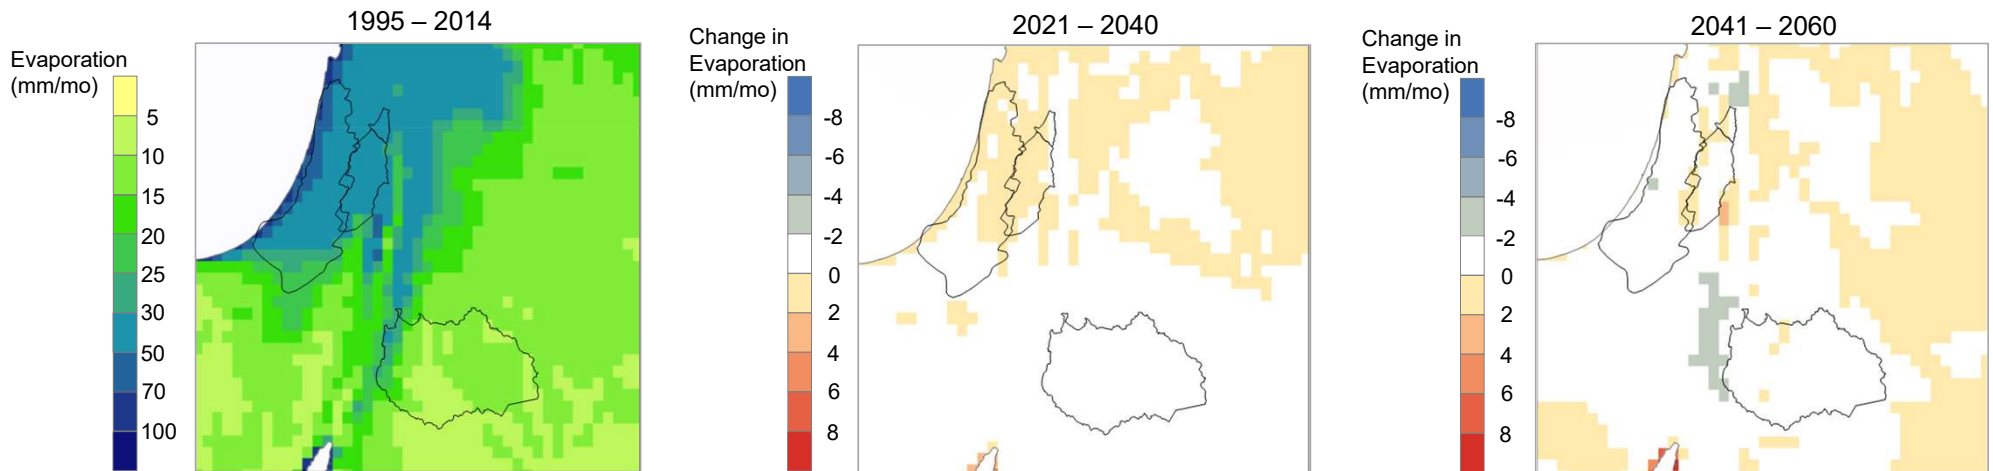 1995 – 2014
Evaporation
(mm/mo)
5
10
15
20
25
30
50
70
100
2021 – 2040
Change in
Evaporation
(mm/mo)
-8
-6
-4
-2
0
2
4
6
8
2041 – 2060
Change in
Evaporation
(mm/mo)
-8
-6
-4
-2
0
2
4
6
8